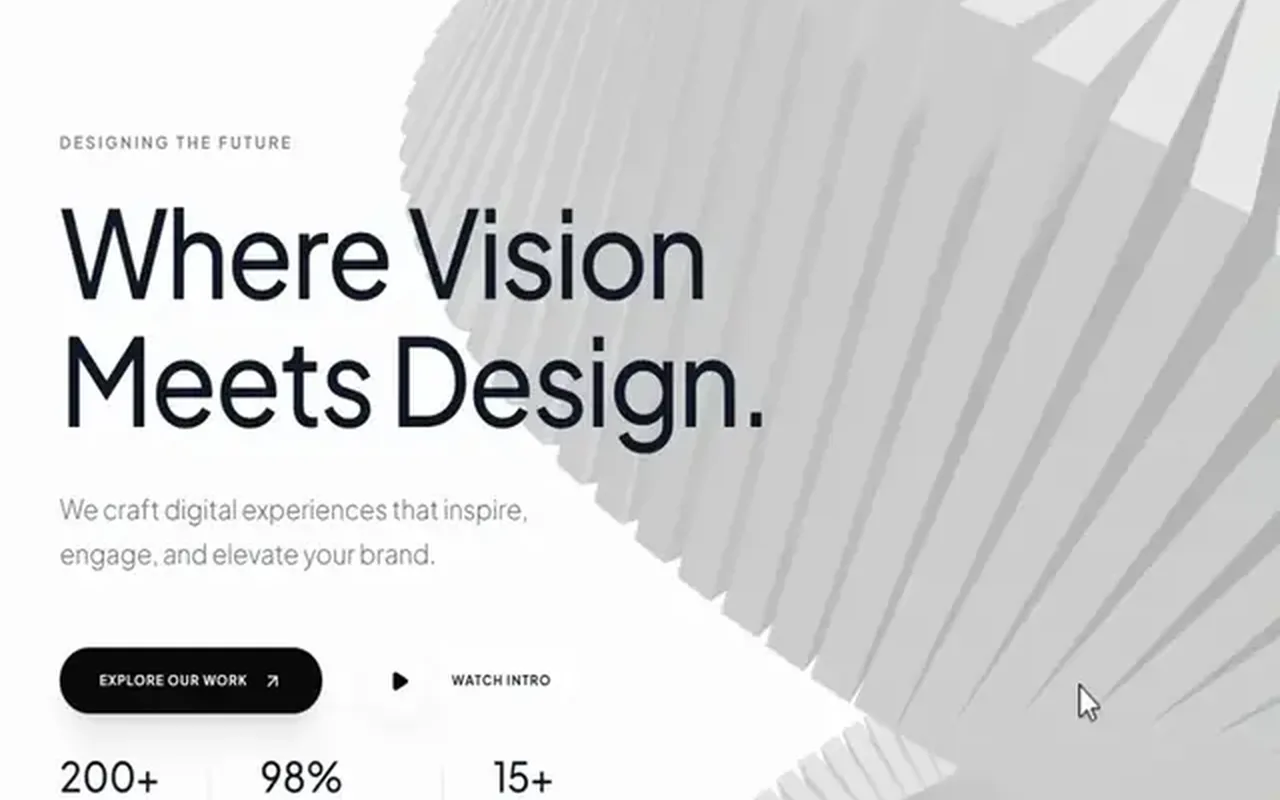 DESIGNING THE FUTURE
Where Vision
Meets Design.
We craft digital experiences that inspire,
engage, and elevate your brand.
EXPLORE OUR WORK
WATCH INTRO
200+ 98% 15+